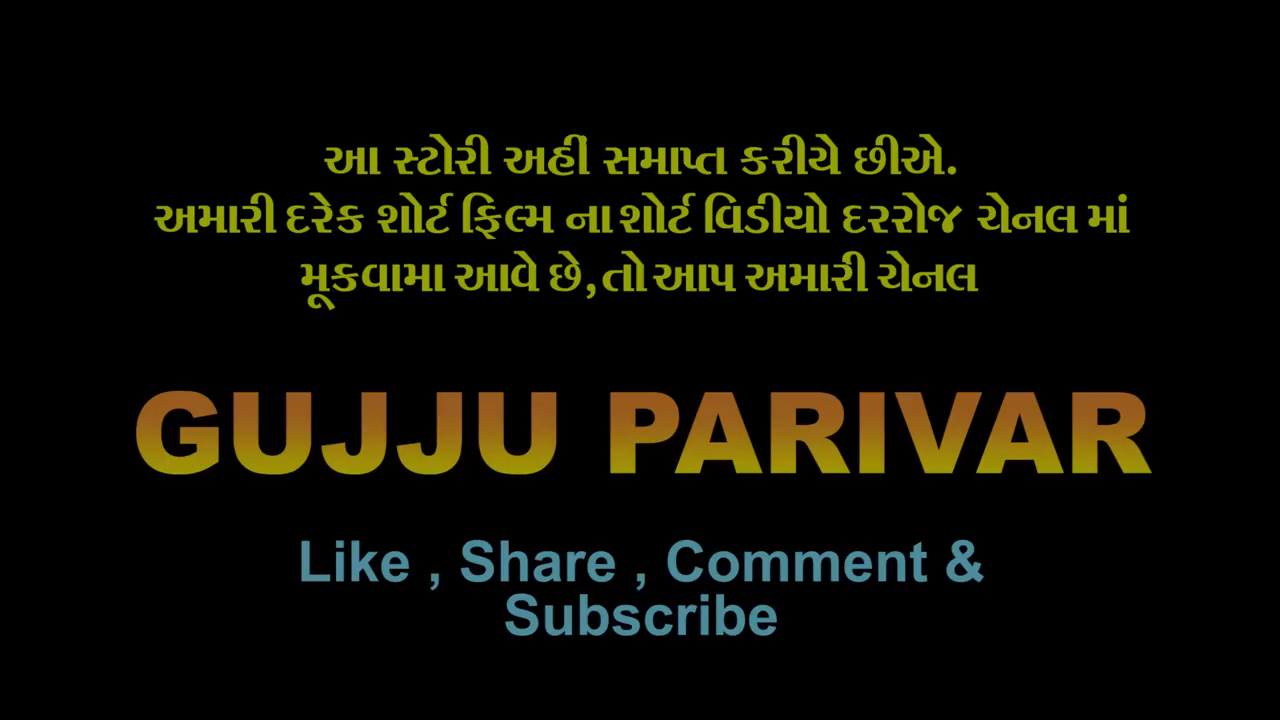 આ સ્ટોરી અહીં સમાપ્ત કરીયે છીએ.
અમારી દરેક શોર્ટ ફિલ્મ ના શોર્ટ વિડીયો દરરોજ ચેનલ માં
મૂકવામા આવે છે,તો આપ અમારી ચેનલ
GUJJU PARIVAR
Like , Share , Comment &
Subscribe